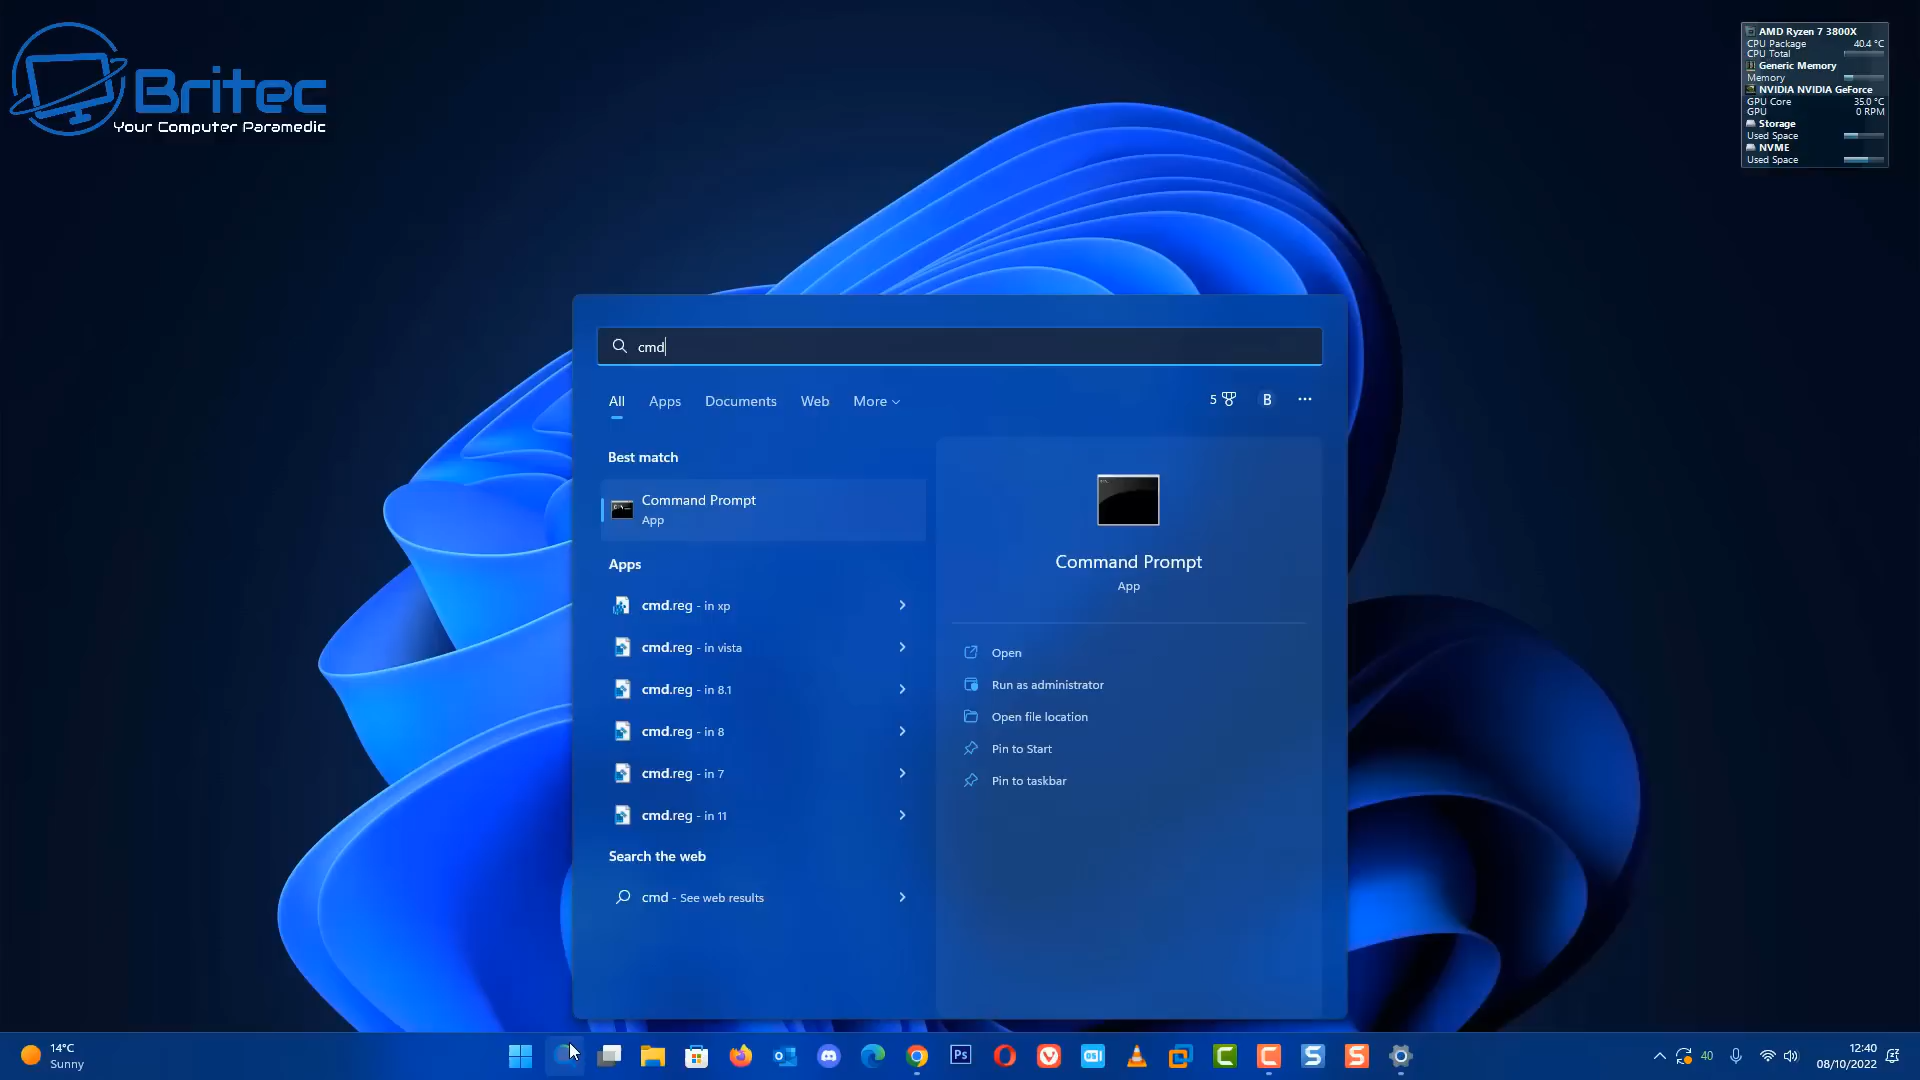 Britec
Your Computer Paramedic
AMD Ryzen 7 3800X
CPU Package 40.4 °C
CPU Total
Generic Memory
Memory
NVIDIA NVIDIA GeForce
GPU Core 35.0 °C
GPU 0 RPM
Storage
Used Space
NVME
Used Space
cmd
All Apps Documents Web More 5 B ...
Best match
Command Prompt
App
Apps
cmd.reg - in xp
cmd.reg - in vista
cmd.reg - in 8.1
cmd.reg - in 8
cmd.reg - in 7
cmd.reg - in 11
Search the web
cmd - See web results
Command Prompt
App
Open
Run as administrator
Open file location
Pin to Start
Pin to taskbar
14°C
Sunny
Ps
C
C
S
S
40
12:40
08/10/2022